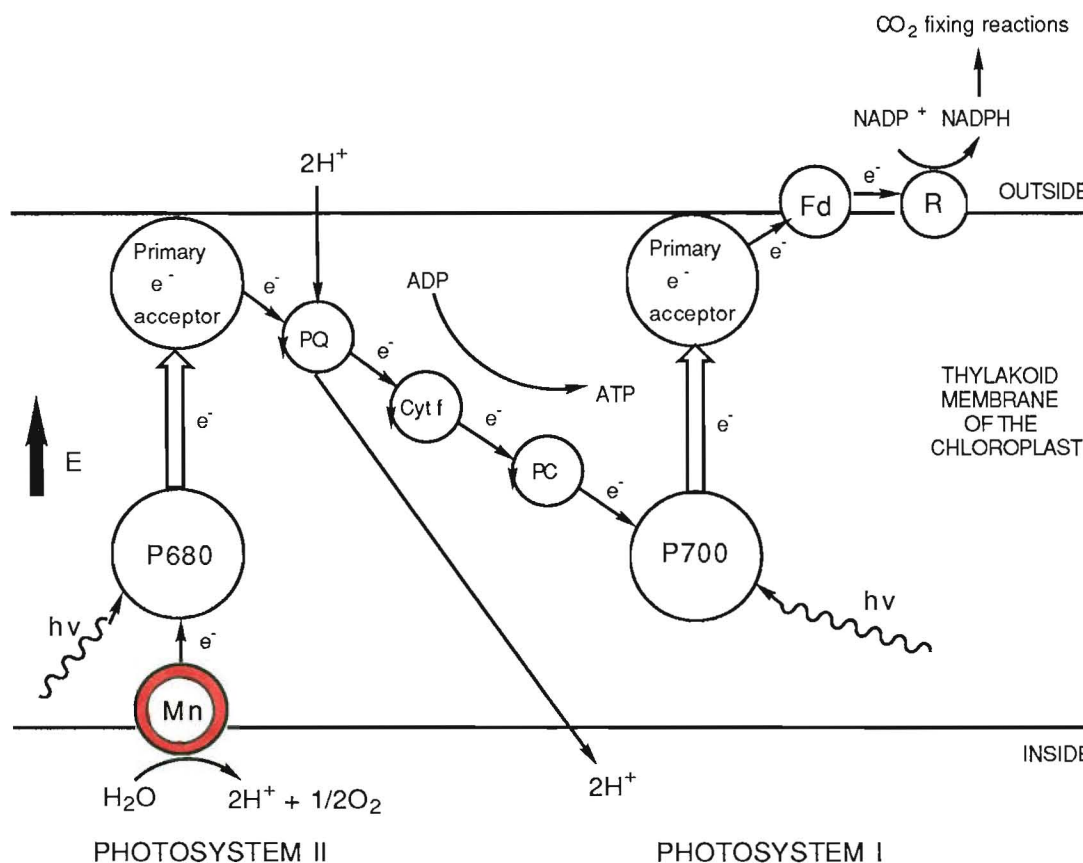 CO2 fixing reactions
NADP + NADPH
2H+
e-
Fd
R
OUTSIDE
Primary
e-
acceptor
e-
PQ
ADP
e-
Primary
e-
acceptor
e-
Cyt f
ATP
THYLAKOID
MEMBRANE
OF THE
CHLOROPLAST
e-
e-
e-
E
PC
e-
P680
P700
hv
hv
e-
Mn
INSIDE
H2O
2H+ + 1/2O2
2H+
PHOTOSYSTEM II
PHOTOSYSTEM I